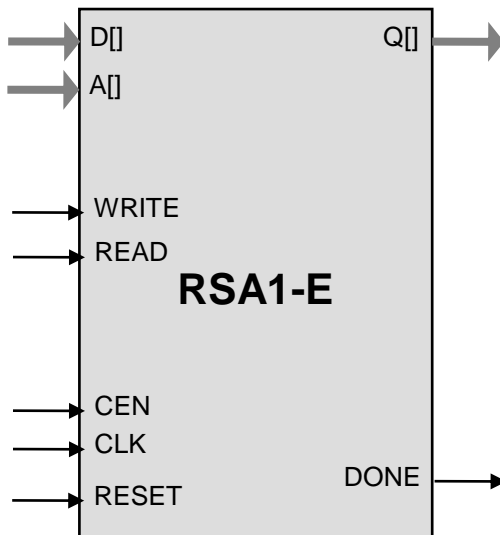 D[] Q[]
A[]
WRITE
READ
RSA1-E
CEN
CLK
DONE
RESET